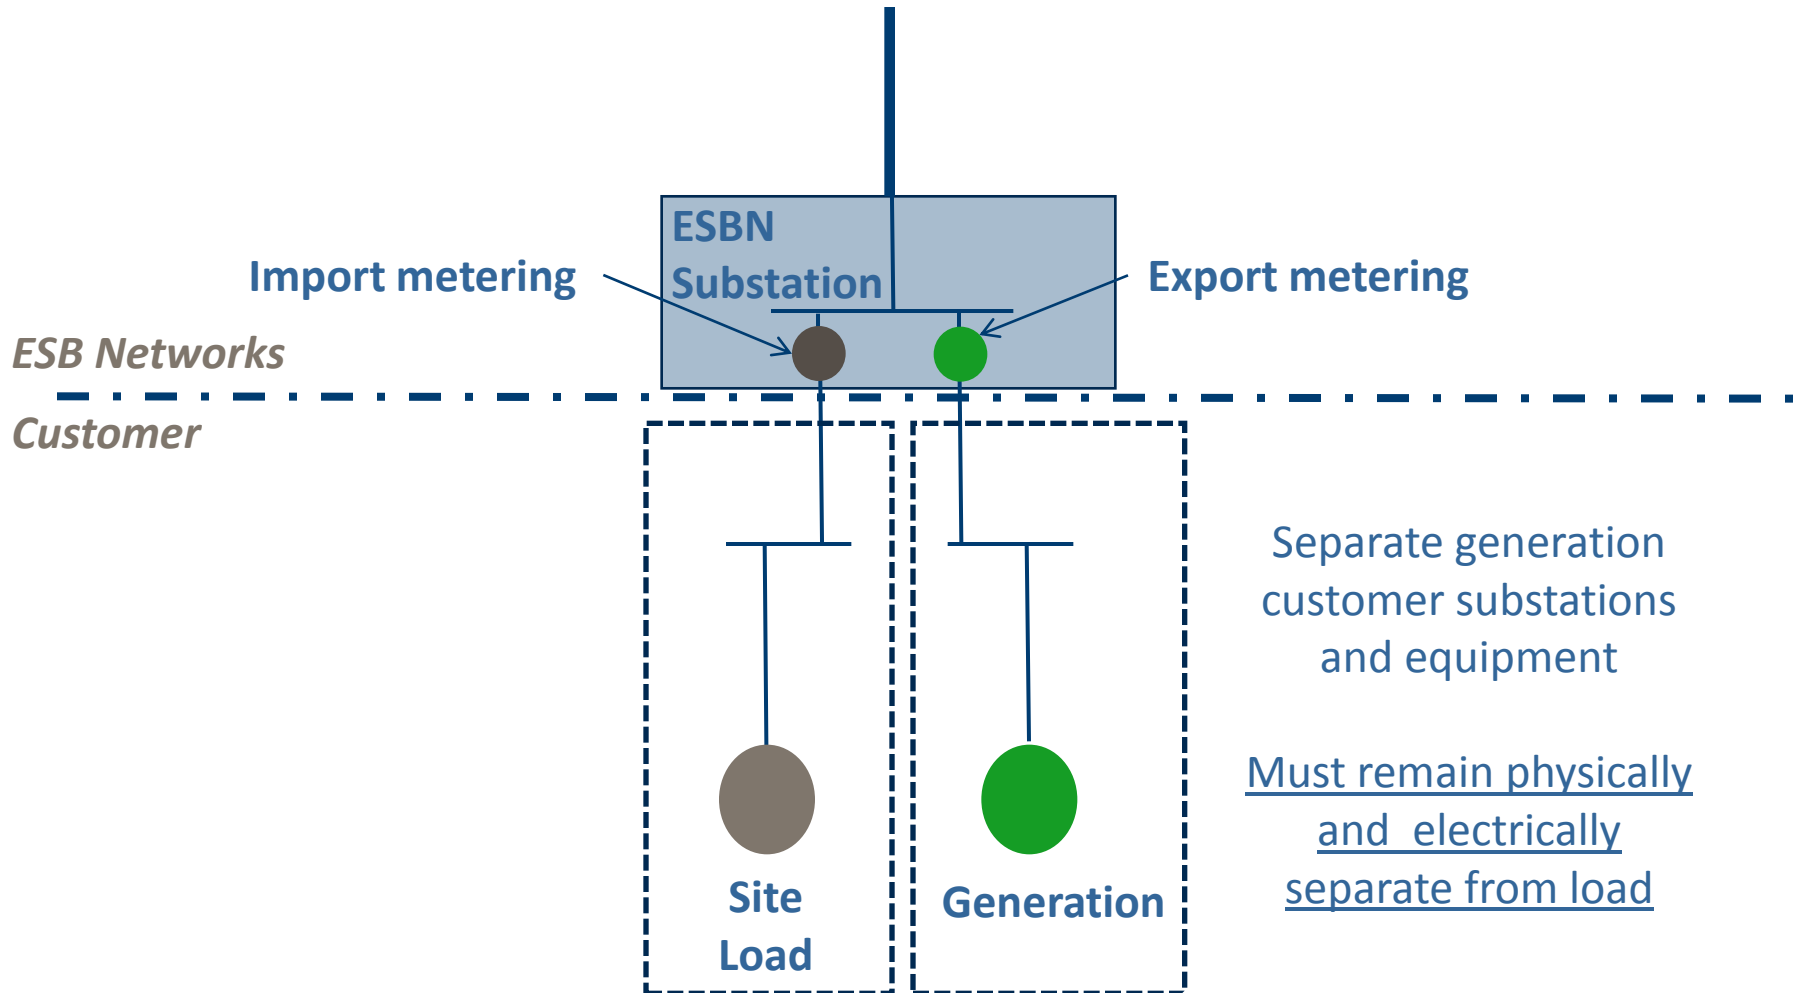 ESBN
Substation
Import metering
Export metering
ESB Networks
Customer
Separate generation
customer substations
and equipment
Must remain physically
and  electrically
separate from load
Site
Load
Generation